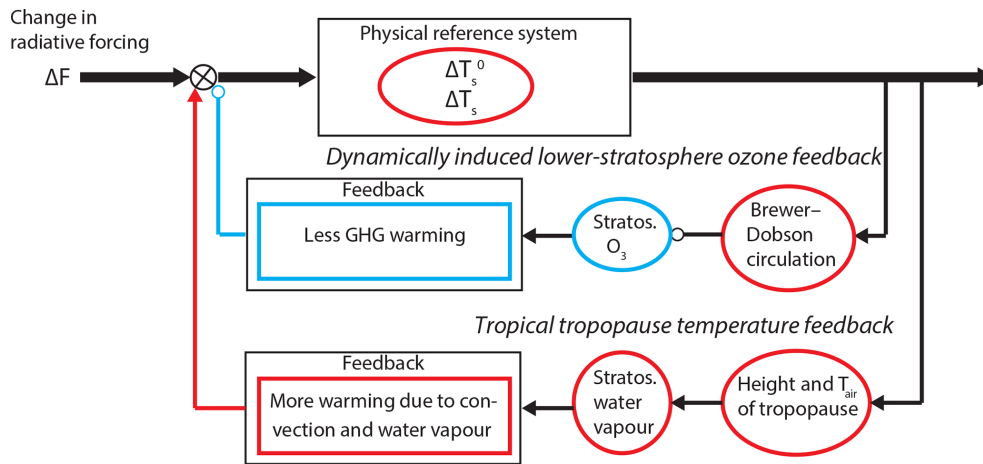 Change in
radiative forcing
ΔF
Physical reference system
ΔTs⁰
ΔTs
Dynamically induced lower-stratosphere ozone feedback
Feedback
Less GHG warming
Stratos.
O₃
Brewer–
Dobson
circulation
Tropical tropopause temperature feedback
Feedback
More warming due to con-
vection and water vapour
Stratos.
water
vapour
Height and Tair
of tropopause